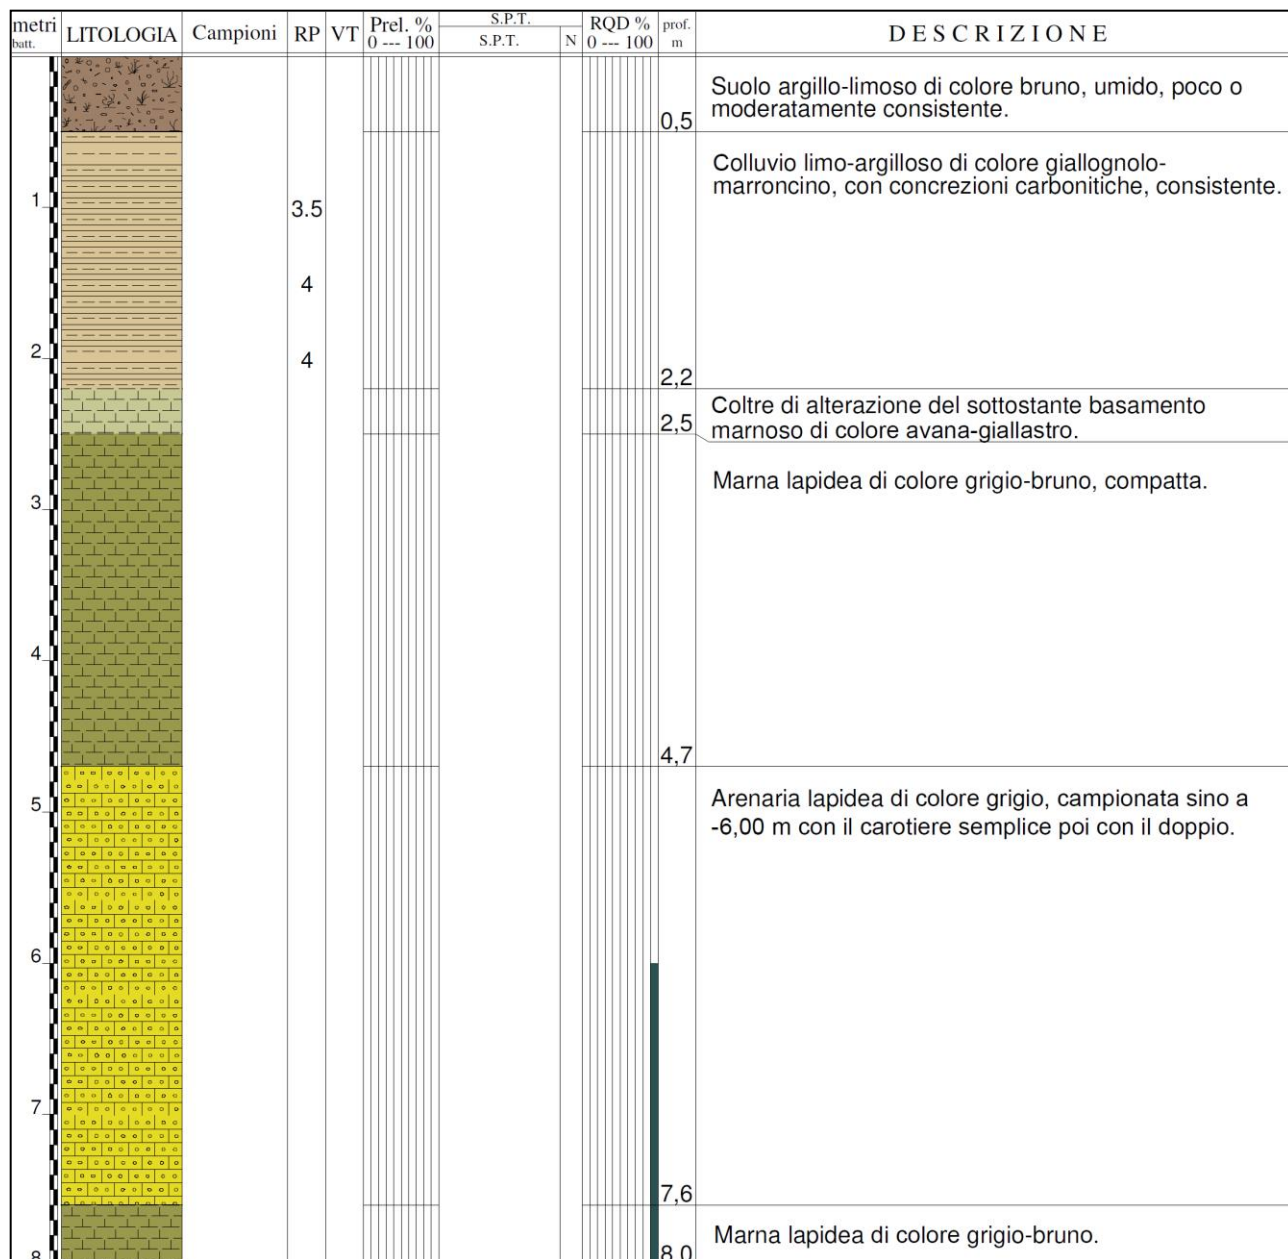 metri batt. LITOLOGIA Campioni RP VT Prel. % 0 --- 100 S.P.T. S.P.T. N RQD % 0 --- 100 prof. m DESCRIZIONE
Suolo argillo-limoso di colore bruno, umido, poco o
moderatamente consistente.
0,5
Colluvio limo-argilloso di colore giallognolo-
marroncino, con concrezioni carbonitiche, consistente.
1
3.5
4
2
4
2,2
Coltre di alterazione del sottostante basamento
2,5
marnoso di colore avana-giallastro.
Marna lapidea di colore grigio-bruno, compatta.
3
4
4,7
Arenaria lapidea di colore grigio, campionata sino a
5
-6,00 m con il carotiere semplice poi con il doppio.
6
7
7,6
Marna lapidea di colore grigio-bruno.
8
8,0